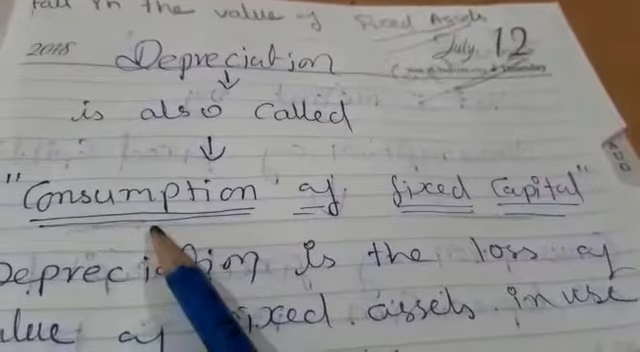 Fall in the value of Fixed Assets
2018 Depreciation July 12
is also called
"Consumption of fixed Capital"
Depreciation is the loss of
value of fixed assets in use